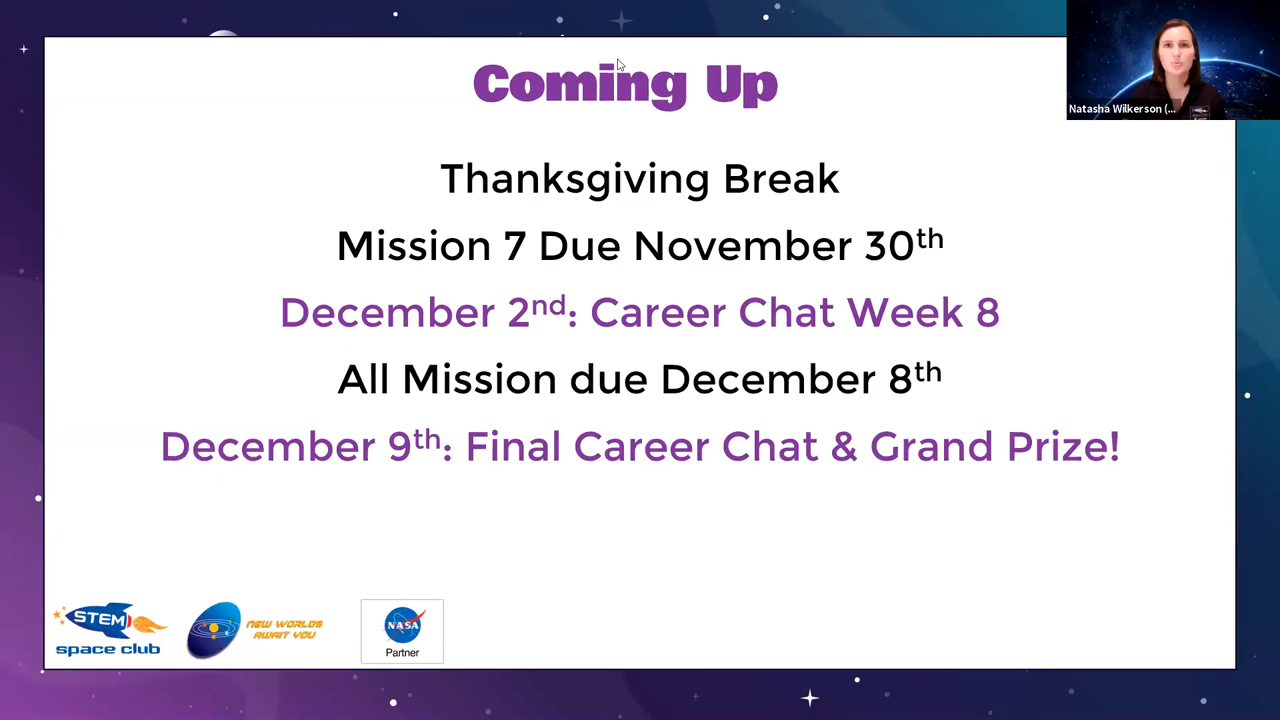 Coming Up
Natasha Wilkerson (...
Thanksgiving Break
Mission 7 Due November 30th
December 2nd: Career Chat Week 8
All Mission due December 8th
December 9th: Final Career Chat & Grand Prize!
STEM
space club
NEW WORLDS
AWAIT YOU
NASA
Partner